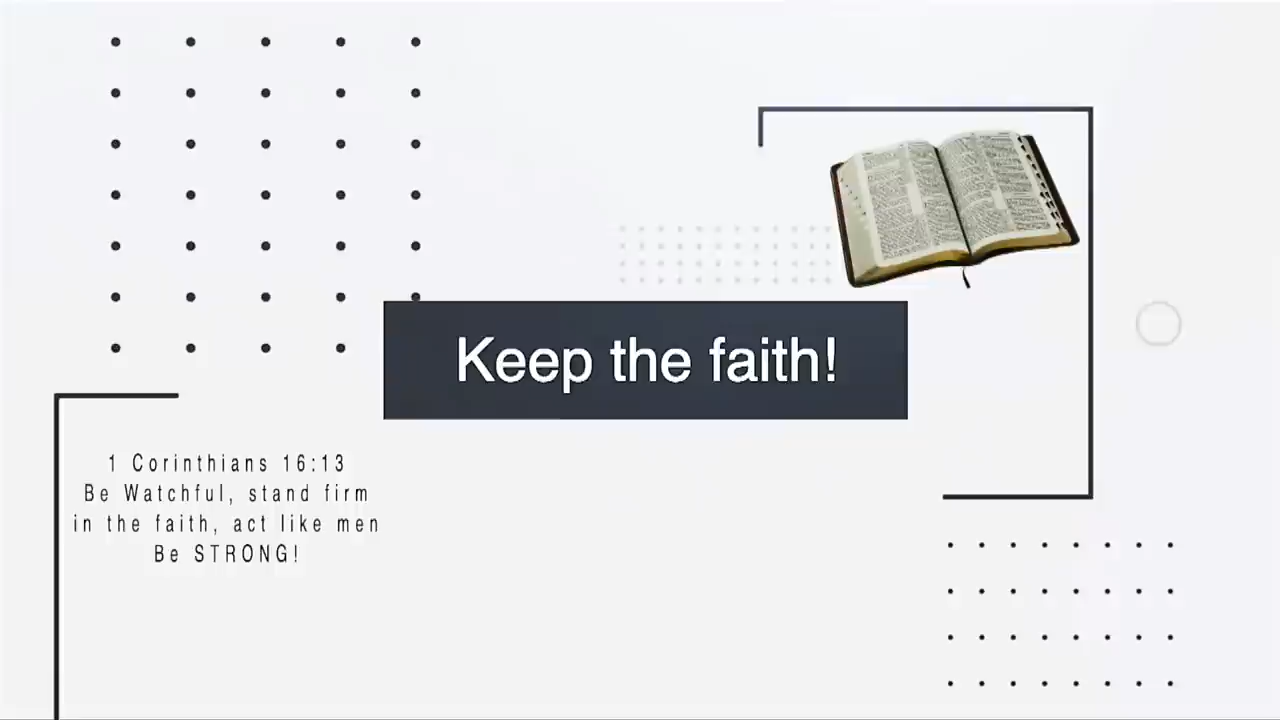 Keep the faith!
1 Corinthians 16:13
Be Watchful, stand firm
in the faith, act like men
Be STRONG!